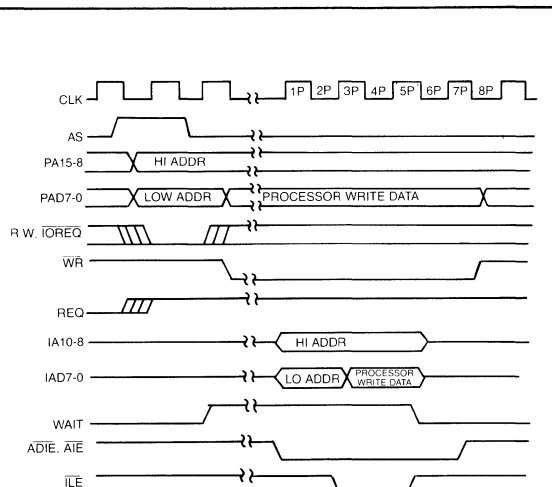 CLK 1P 2P 3P 4P 5P 6P 7P 8P
AS
PA15-8 HI ADDR
PAD7-0 LOW ADDR PROCESSOR WRITE DATA
R W. IOREQ
WR
REQ
IA10-8 HI ADDR
IAD7-0 LO ADDR PROCESSOR WRITE DATA
WAIT
ADIE. AIE
ILE